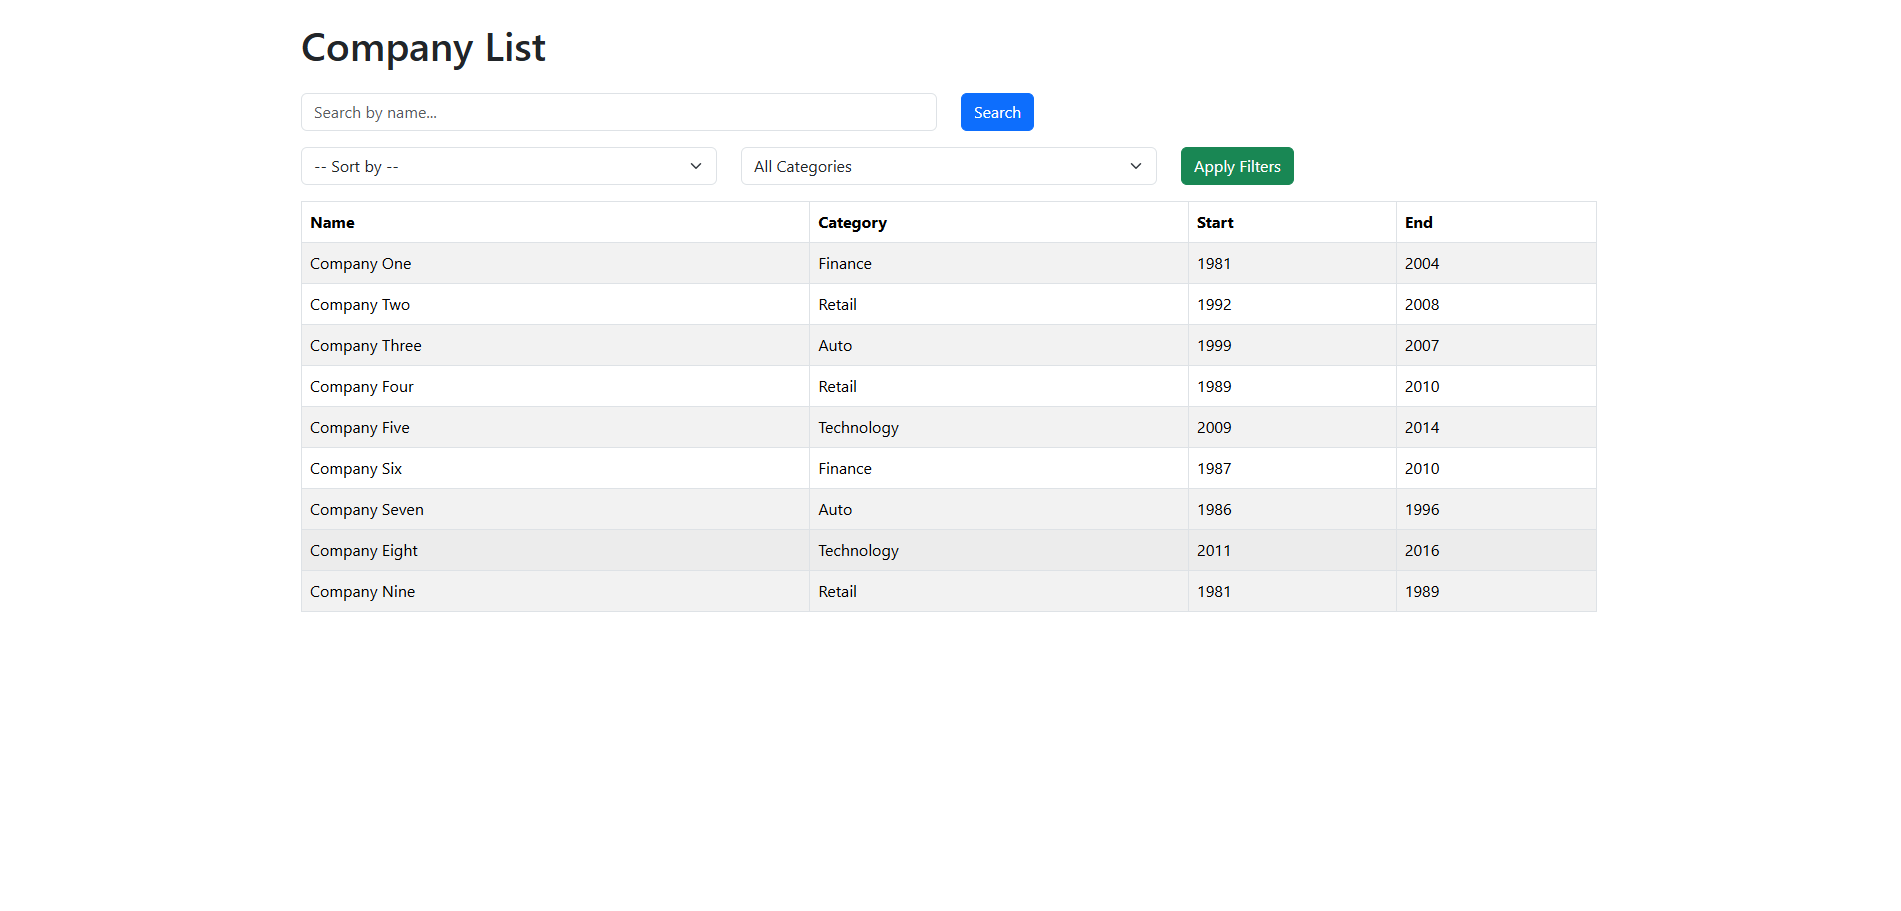 Company List
Search by name... Search
-- Sort by -- All Categories Apply Filters
Name Category Start End
Company One Finance 1981 2004
Company Two Retail 1992 2008
Company Three Auto 1999 2007
Company Four Retail 1989 2010
Company Five Technology 2009 2014
Company Six Finance 1987 2010
Company Seven Auto 1986 1996
Company Eight Technology 2011 2016
Company Nine Retail 1981 1989